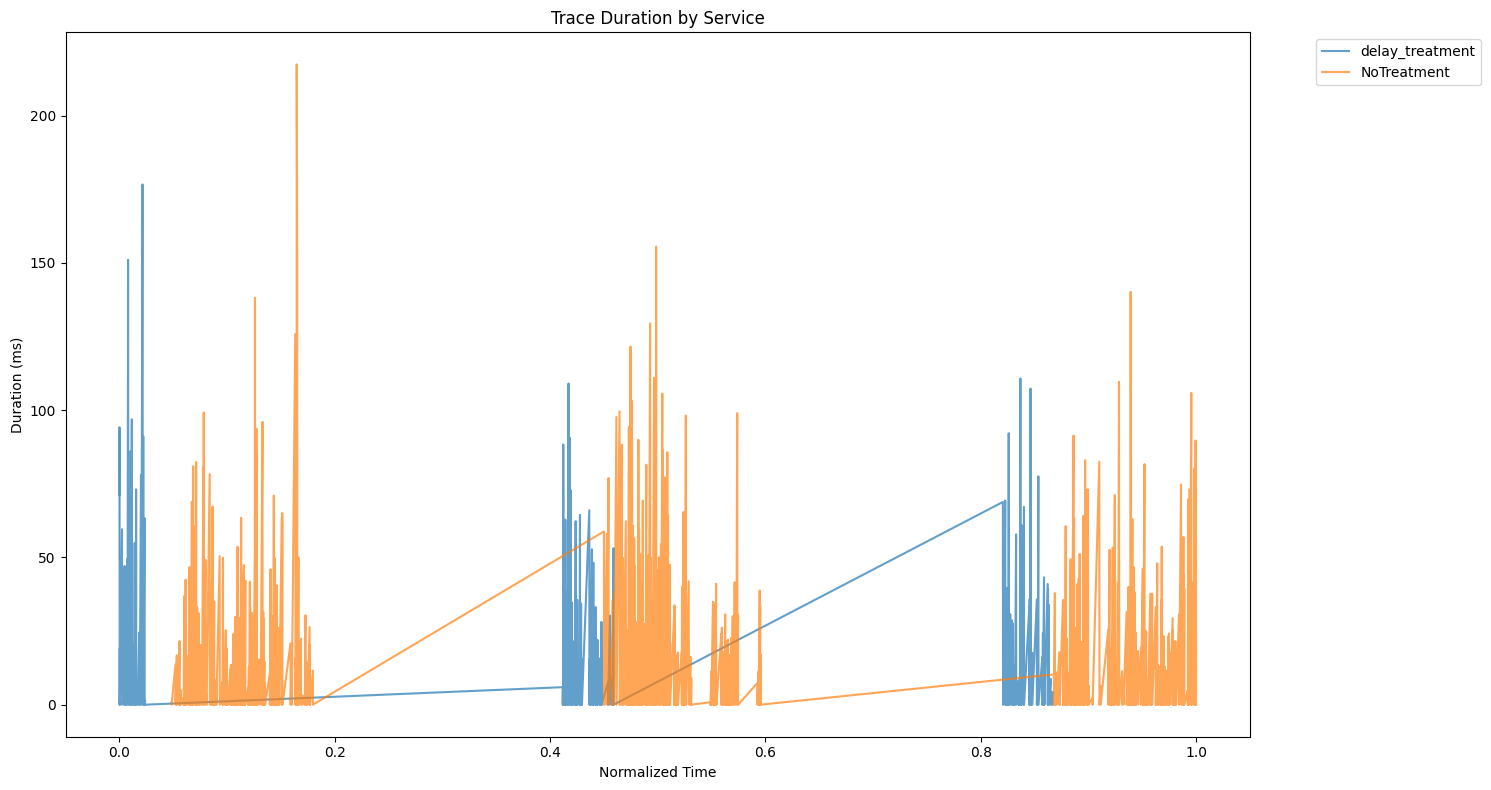 Trace Duration by Service
delay_treatment
NoTreatment
Duration (ms)
200
150
100
50
0
0.0 0.2 0.4 0.6 0.8 1.0
Normalized Time